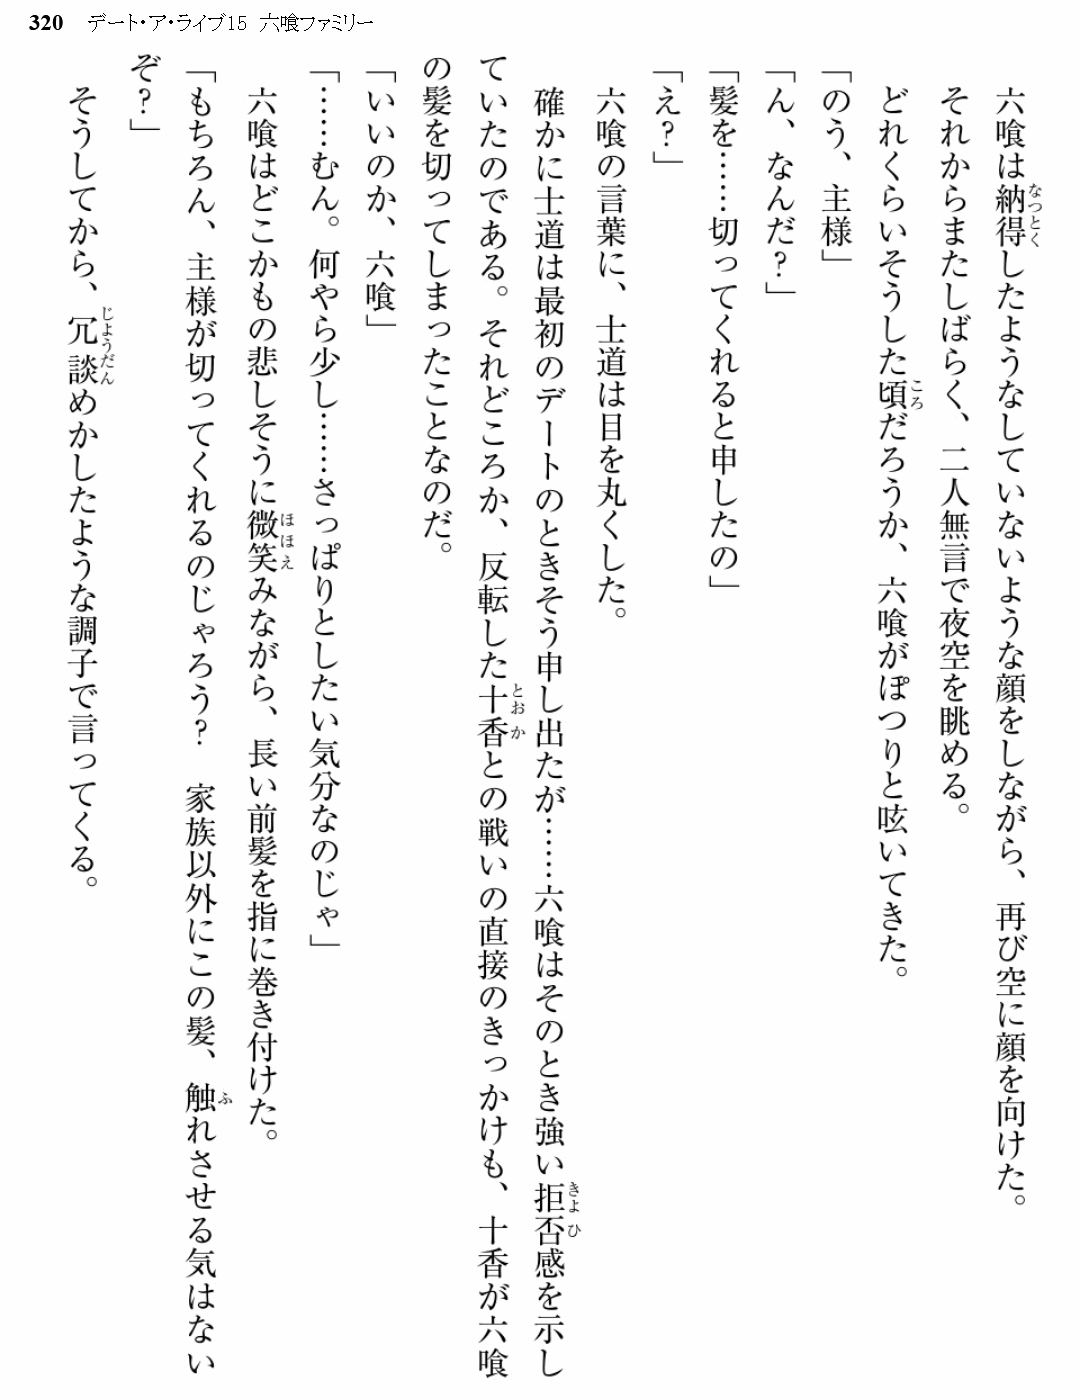 320 デート・ア・ライブ15 六喰ファミリー
六喰は納得したようなしていないような顔をしながら、再び空に顔を向けた。
それからまたしばらく、二人無言で夜空を眺める。
どれくらいそうした頃だろうか、六喰がぽつりと呟いてきた。
「のう、主様」
「ん、なんだ？」
「髪を……切ってくれると申したの」
「え？」
六喰の言葉に、士道は目を丸くした。
確かに士道は最初のデートのときそう申し出たが……六喰はそのとき強い拒否感を示し
ていたのである。それどころか、反転した十香との戦いの直接のきっかけも、十香が六喰
の髪を切ってしまったことなのだ。
「いいのか、六喰」
「……むん。何やら少し……さっぱりとしたい気分なのじゃ」
六喰はどこかもの悲しそうに微笑みながら、長い前髪を指に巻き付けた。
「もちろん、主様が切ってくれるのじゃろう？　家族以外にこの髪、触れさせる気はない
ぞ？」
そうしてから、冗談めかしたような調子で言ってくる。